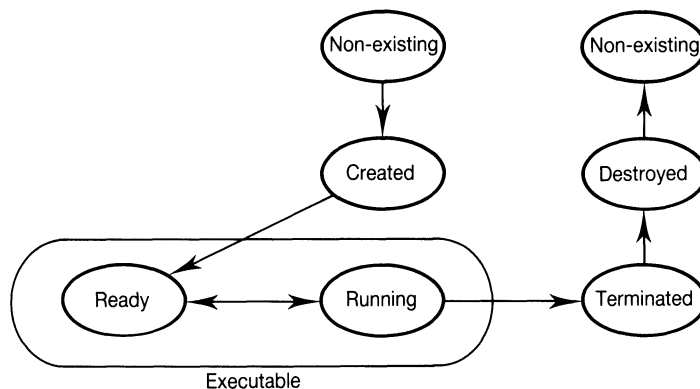 Non-existing
Non-existing
Created
Destroyed
Ready
Running
Terminated
Executable